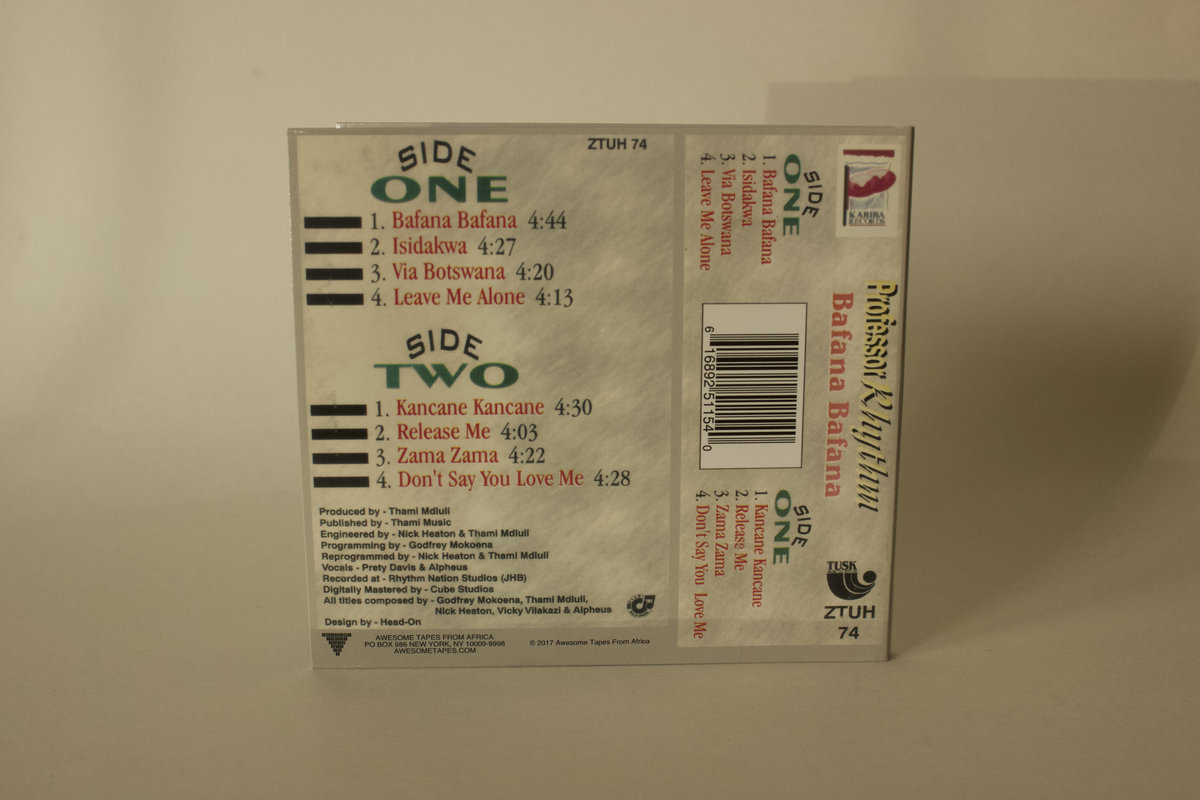 SIDE
ONE
ZTUH 74
1. Bafana Bafana 4:44
2. Isidakwa 4:27
3. Via Botswana 4:20
4. Leave Me Alone 4:13
SIDE
TWO
1. Kancane Kancane 4:30
2. Release Me 4:03
3. Zama Zama 4:22
4. Don't Say You Love Me 4:28
Produced by - Thami Mdluli
Published by - Thami Music
Engineered by - Nick Heaton & Thami Mdluli
Programming by - Godfrey Mokoena
Reprogrammed by - Nick Heaton & Thami Mdluli
Vocals - Prety Davis & Alpheus
Recorded at - Rhythm Nation Studios (JHB)
Digitally Mastered by - Cube Studios
All titles composed by - Godfrey Mokoena, Thami Mdluli,
Nick Heaton, Vicky Vilakazi & Alpheus
Design by - Head-On
AWESOME TAPES FROM AFRICA
PO BOX 986 NEW YORK, NY 10009-9998
AWESOMETAPES.COM
© 2017 Awesome Tapes From Africa
SIDE
ONE
1. Bafana Bafana
2. Isidakwa
3. Via Botswana
4. Leave Me Alone
6 16892 51154 0
SIDE
ONE
1. Kancane Kancane
2. Release Me
3. Zama Zama
4. Don't Say You Love Me
KARIBA
RECORDS
Professor Rhythm
Bafana Bafana
TUSK
ZTUH
74